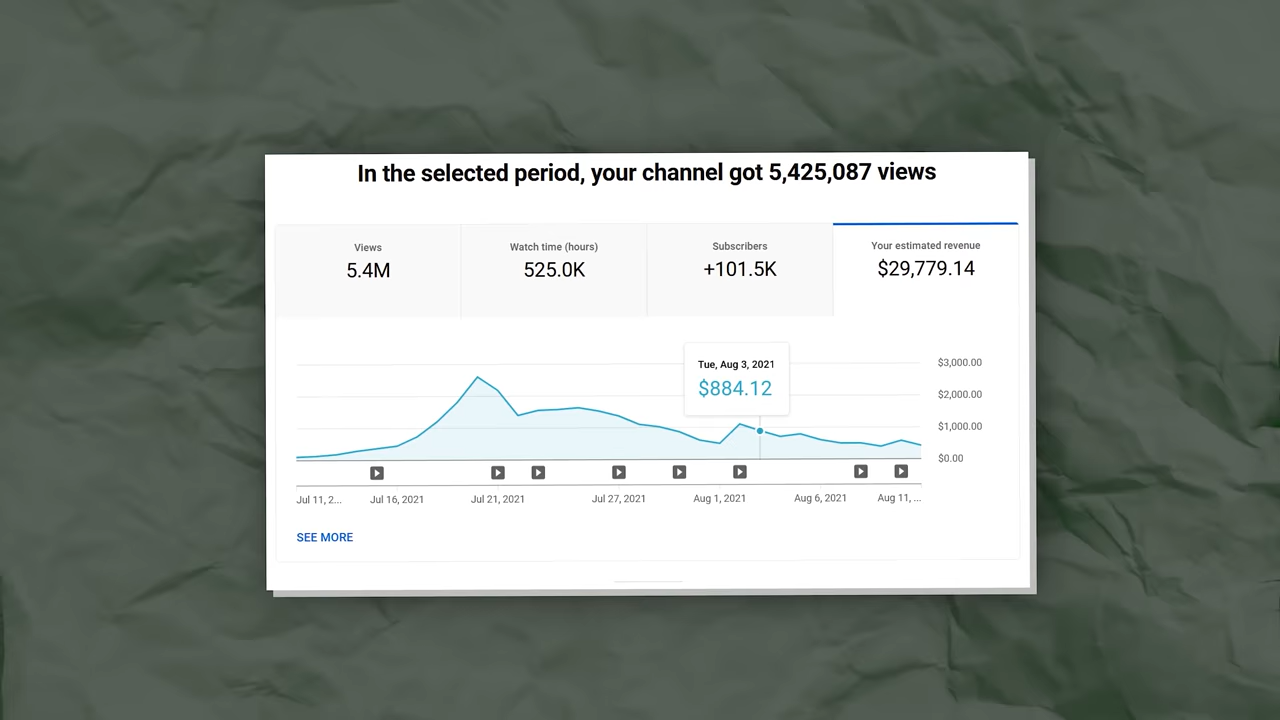 In the selected period, your channel got 5,425,087 views
Views
5.4M
Watch time (hours)
525.0K
Subscribers
+101.5K
Your estimated revenue
$29,779.14
Tue, Aug 3, 2021
$884.12
$3,000.00
$2,000.00
$1,000.00
$0.00
Jul 11, 2... Jul 16, 2021 Jul 21, 2021 Jul 27, 2021 Aug 1, 2021 Aug 6, 2021 Aug 11, ...
SEE MORE